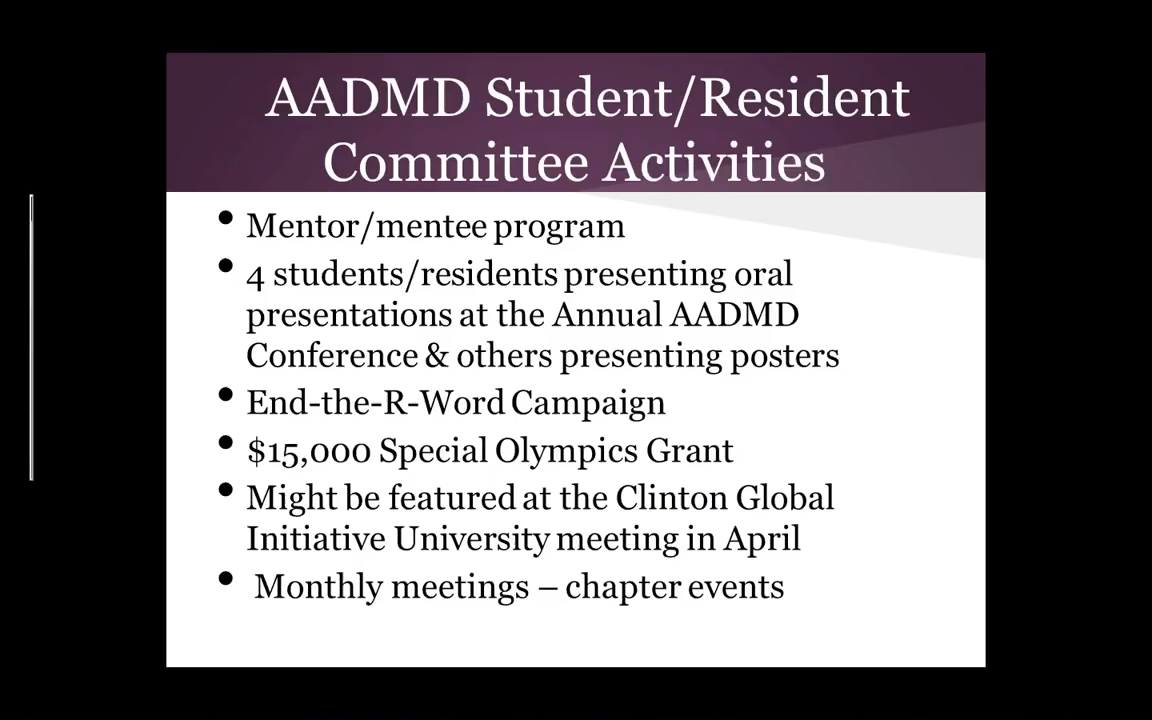 AADMD Student/Resident
Committee Activities
• Mentor/mentee program
• 4 students/residents presenting oral
presentations at the Annual AADMD
Conference & others presenting posters
• End-the-R-Word Campaign
• $15,000 Special Olympics Grant
• Might be featured at the Clinton Global
Initiative University meeting in April
• Monthly meetings – chapter events